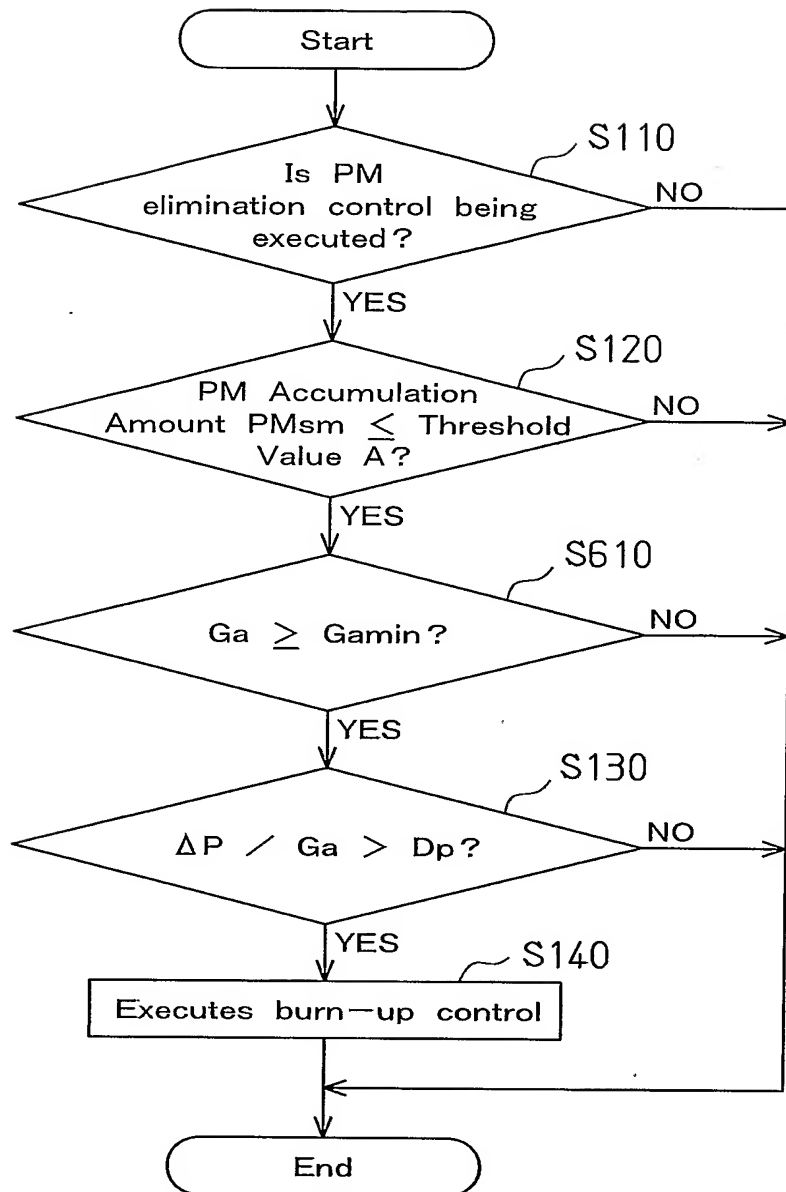 Start
S110
Is PM
elimination control being
executed?
NO
YES
S120
PM Accumulation
Amount PMsm ≤ Threshold
Value A?
NO
YES
S610
Ga ≥ Gamin?
NO
YES
S130
ΔP / Ga > Dp?
NO
YES
S140
Executes burn-up control
End